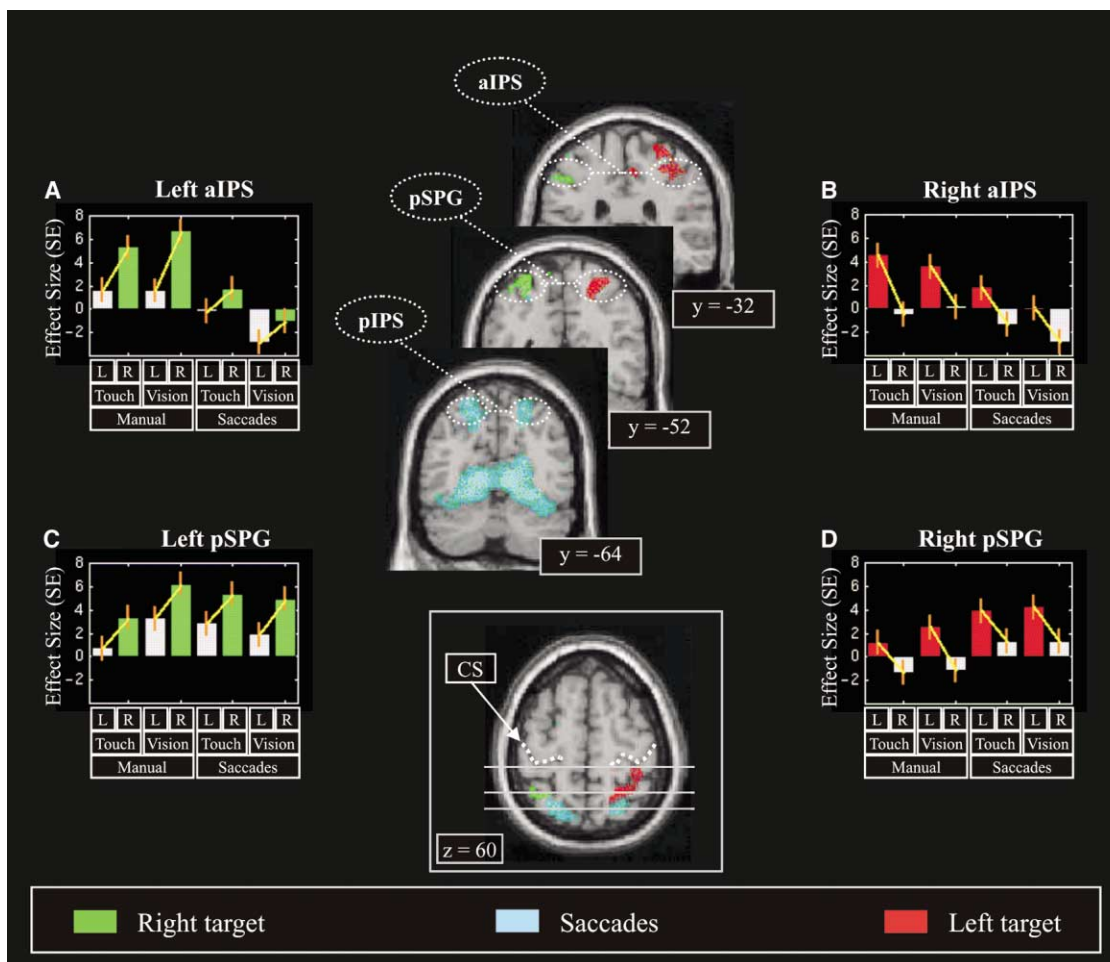 aIPS
pSPG
pIPS
y = -32
y = -52
y = -64
A
Left aIPS
Effect Size (SE)
8
6
4
2
0
-2
L R L R L R L R
Touch Vision Touch Vision
Manual Saccades
B
Right aIPS
Effect Size (SE)
8
6
4
2
0
-2
L R L R L R L R
Touch Vision Touch Vision
Manual Saccades
C
Left pSPG
Effect Size (SE)
8
6
4
2
0
-2
L R L R L R L R
Touch Vision Touch Vision
Manual Saccades
D
Right pSPG
Effect Size (SE)
8
6
4
2
0
-2
L R L R L R L R
Touch Vision Touch Vision
Manual Saccades
CS
z = 60
Right target Saccades Left target